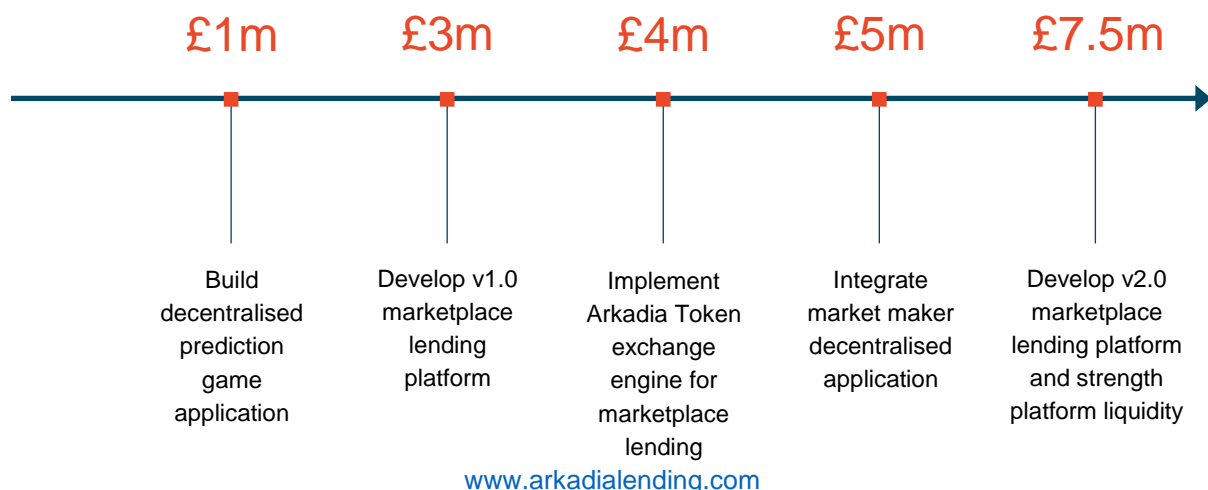 £1m
£3m
£4m
£5m
£7.5m
Build
decentralised
prediction
game
application
Develop v1.0
marketplace
lending
platform
Implement
Arkadia Token
exchange
engine for
marketplace
lending
Integrate
market maker
decentralised
application
Develop v2.0
marketplace
lending platform
and strength
platform liquidity
www.arkadialending.com